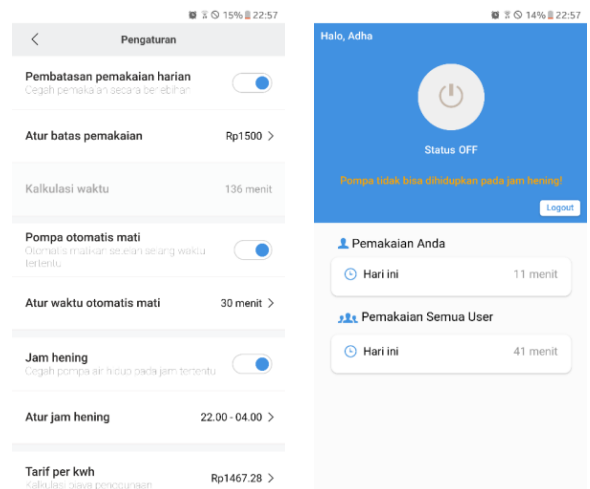 15% 22:57
Pengaturan
Pembatasan pemakaian harian
Cegah pemakaian secara berlebihan
Atur batas pemakaian Rp1500
Kalkulasi waktu 136 menit
Pompa otomatis mati
Otomatis matikan setelah selang waktu
tertentu
Atur waktu otomatis mati 30 menit
Jam hening
Cegah pompa air hidup pada jam tertentu
Atur jam hening 22.00 - 04.00
Tarif per kwh Rp1467.28
Kalkulasi biaya penggunaan
14% 22:57
Halo, Adha
Status OFF
Pompa tidak bisa dihidupkan pada jam hening!
Logout
Pemakaian Anda
Hari ini 11 menit
Pemakaian Semua User
Hari ini 41 menit